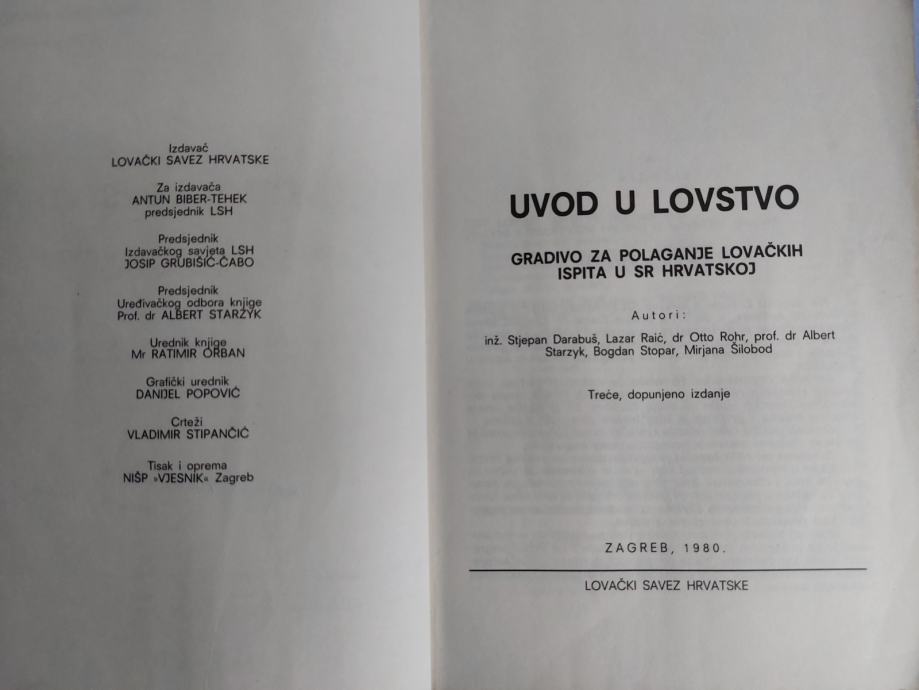 Izdavač
LOVAČKI SAVEZ HRVATSKE
Za izdavača
ANTUN BIBER-TEHEK
predsjednik LSH
Predsjednik
Izdavačkog savjeta LSH
JOSIP GRUBIŠIĆ-ĆABO
Predsjednik
Uređivačkog odbora knjige
Prof. dr ALBERT STARZYK
Urednik knjige
Mr RATIMIR ORBAN
Grafički urednik
DANIJEL POPOVIĆ
Crteži
VLADIMIR STIPANČIĆ
Tisak i oprema
NIŠP »VJESNIK« Zagreb
UVOD U LOVSTVO
GRADIVO ZA POLAGANJE LOVAČKIH
ISPITA U SR HRVATSKOJ
Autori:
inž. Stjepan Darabuš, Lazar Raić, dr Otto Rohr, prof. dr Albert
Starzyk, Bogdan Stopar, Mirjana Šilobod
Treće, dopunjeno izdanje
ZAGREB, 1980.
LOVAČKI SAVEZ HRVATSKE